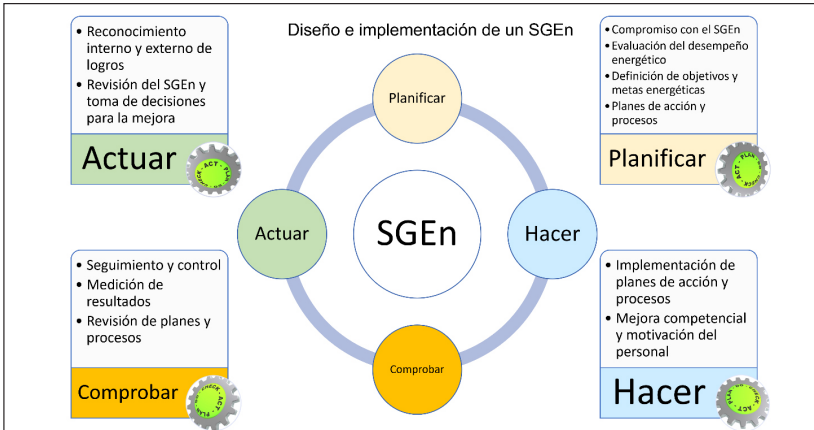 Diseño e implementación de un SGEn
• Reconocimiento
interno y externo de
logros
• Revisión del SGEn y
toma de decisiones
para la mejora
Actuar
• Compromiso con el SGEn
• Evaluación del desempeño
energético
• Definición de objetivos y
metas energéticas
• Planes de acción y
procesos
Planificar
Planificar
Actuar
SGEn
Hacer
Comprobar
• Seguimiento y control
• Medición de
resultados
• Revisión de planes y
procesos
Comprobar
• Implementación de
planes de acción y
procesos
• Mejora competencial
y motivación del
personal
Hacer